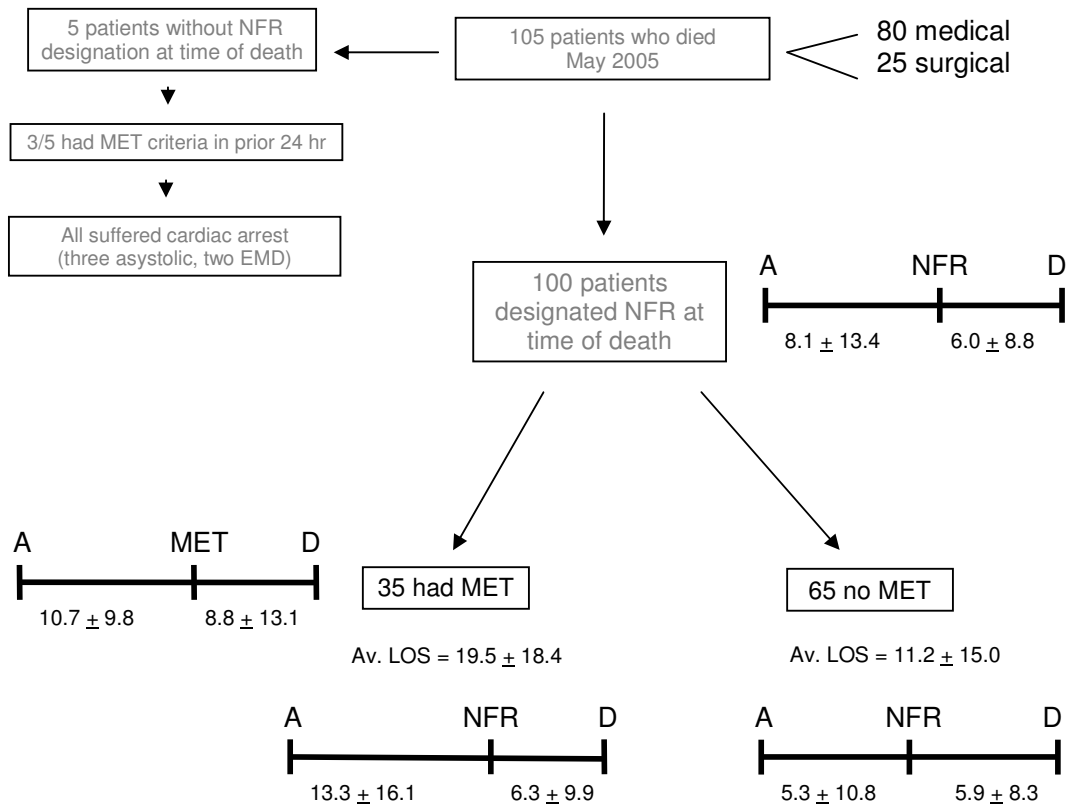 5 patients without NFR
designation at time of death
105 patients who died
May 2005
80 medical
25 surgical
3/5 had MET criteria in prior 24 hr
All suffered cardiac arrest
(three asystolic, two EMD)
100 patients
designated NFR at
time of death
A NFR D
8.1 ± 13.4 6.0 ± 8.8
A MET D
10.7 ± 9.8 8.8 ± 13.1
35 had MET
Av. LOS = 19.5 ± 18.4
65 no MET
Av. LOS = 11.2 ± 15.0
A NFR D
13.3 ± 16.1 6.3 ± 9.9
A NFR D
5.3 ± 10.8 5.9 ± 8.3